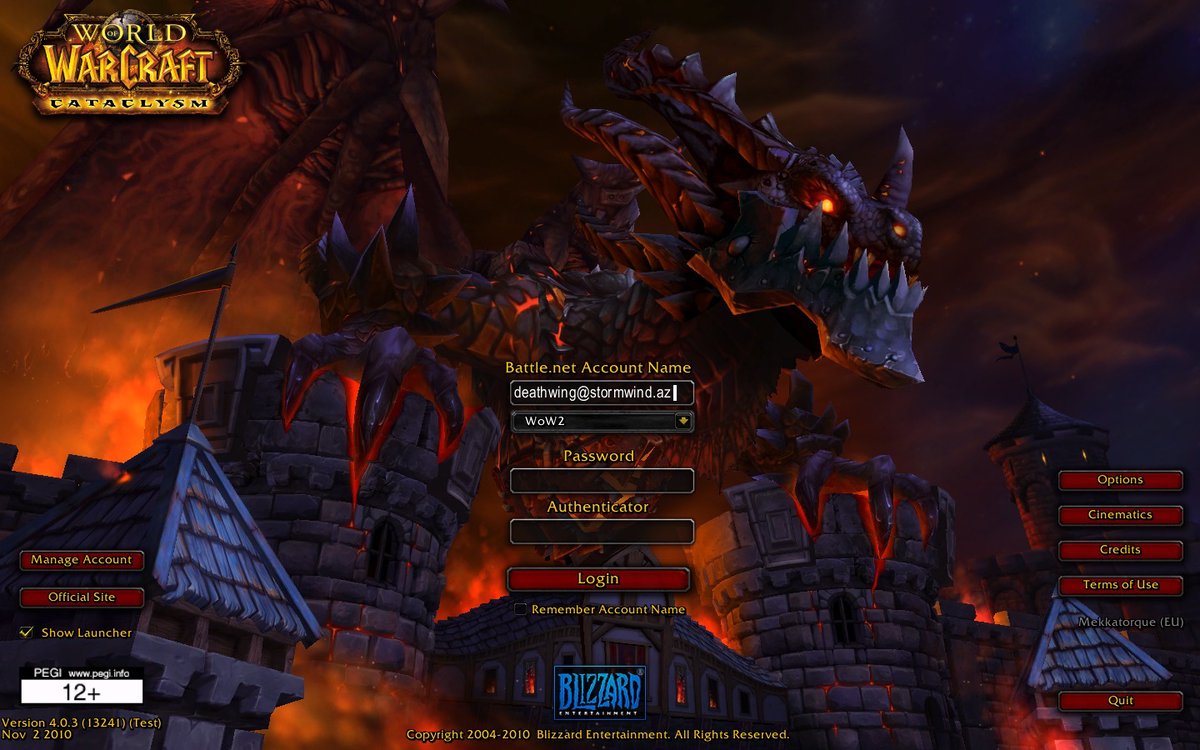 WORLD
OF
WARCRAFT
CATACLYSM
Battle.net Account Name
deathwing@stormwind.az
WoW2
Password
Authenticator
Login
Remember Account Name
Manage Account
Official Site
Show Launcher
PEGI www.pegi.info
12+
Version 4.0.3 (13241) (Test)
Nov 2 2010
Options
Cinematics
Credits
Terms of Use
Mekkatorque (EU)
Quit
BLIZZARD®
ENTERTAINMENT
Copyright 2004-2010 Blizzard Entertainment. All Rights Reserved.